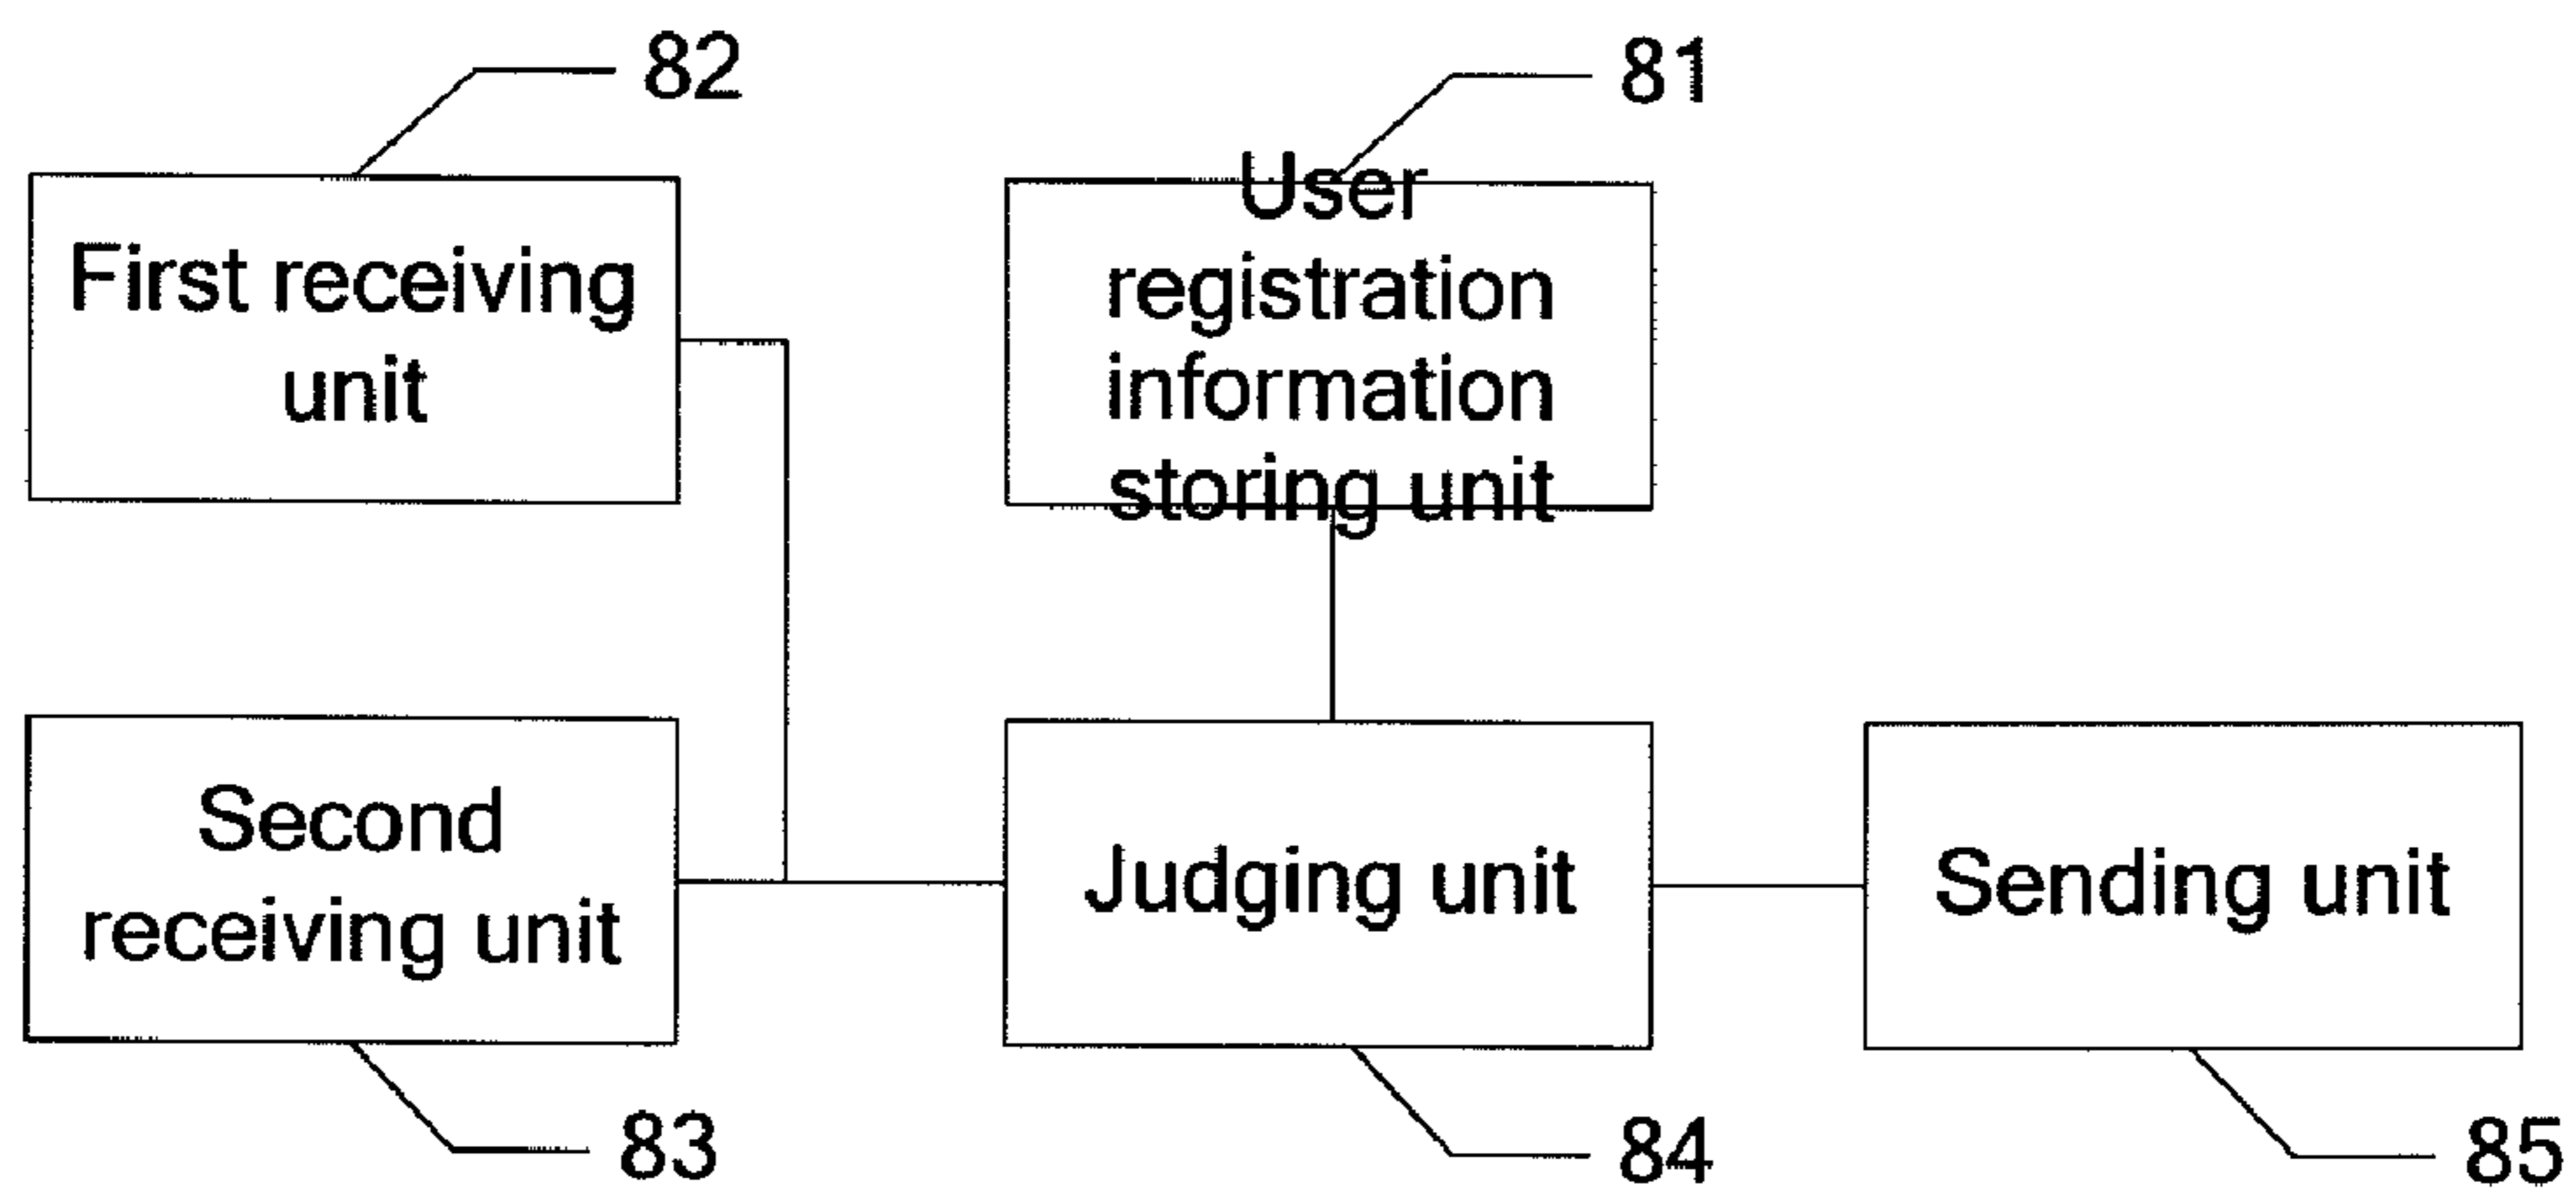 82
81
First receiving
unit
User
registration
information
storing unit
Second
receiving unit
Judging unit
Sending unit
83
84
85